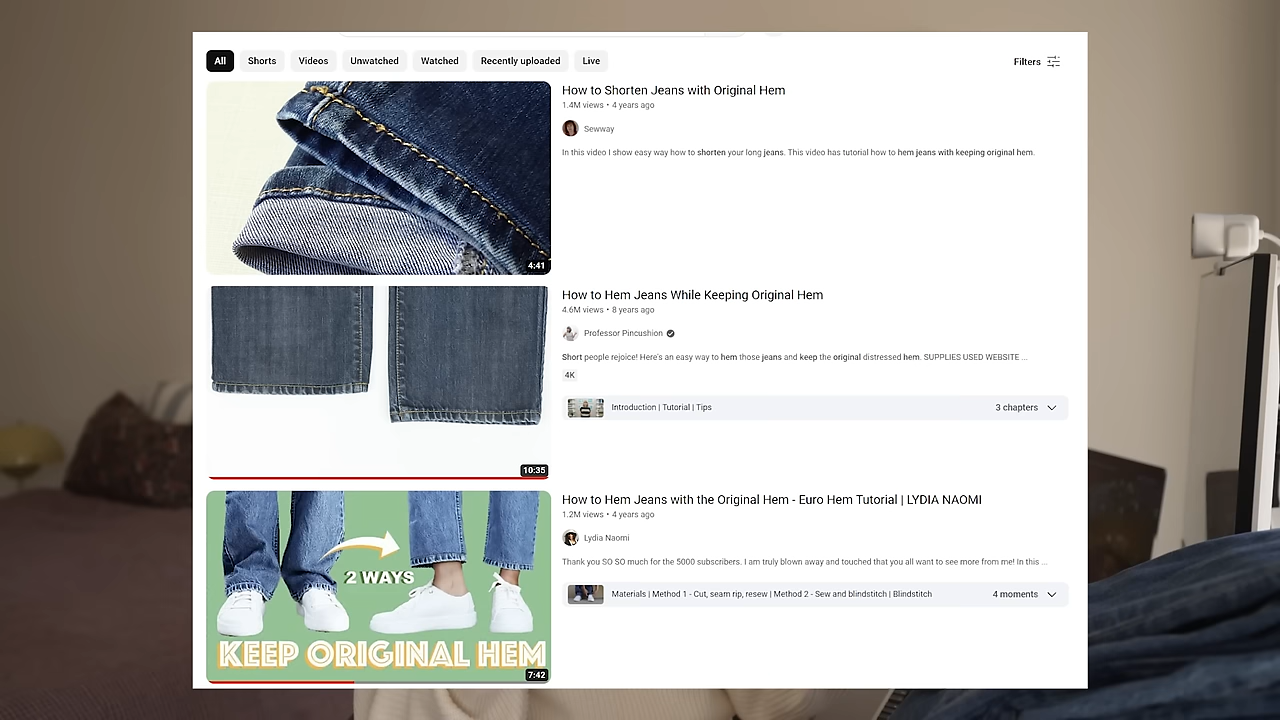 All Shorts Videos Unwatched Watched Recently uploaded Live Filters
How to Shorten Jeans with Original Hem
1.4M views • 4 years ago
Sewway
In this video I show easy way how to shorten your long jeans. This video has tutorial how to hem jeans with keeping original hem.
4:41
How to Hem Jeans While Keeping Original Hem
4.6M views • 8 years ago
Professor Pincushion
Short people rejoice! Here's an easy way to hem those jeans and keep the original distressed hem. SUPPLIES USED WEBSITE ...
4K
Introduction | Tutorial | Tips 3 chapters
10:35
How to Hem Jeans with the Original Hem - Euro Hem Tutorial | LYDIA NAOMI
1.2M views • 4 years ago
Lydia Naomi
Thank you SO SO much for the 5000 subscribers. I am truly blown away and touched that you all want to see more from me! In this ...
Materials | Method 1 - Cut, seam rip, resew | Method 2 - Sew and blindstitch | Blindstitch 4 moments
2 WAYS
KEEP ORIGINAL HEM
7:42